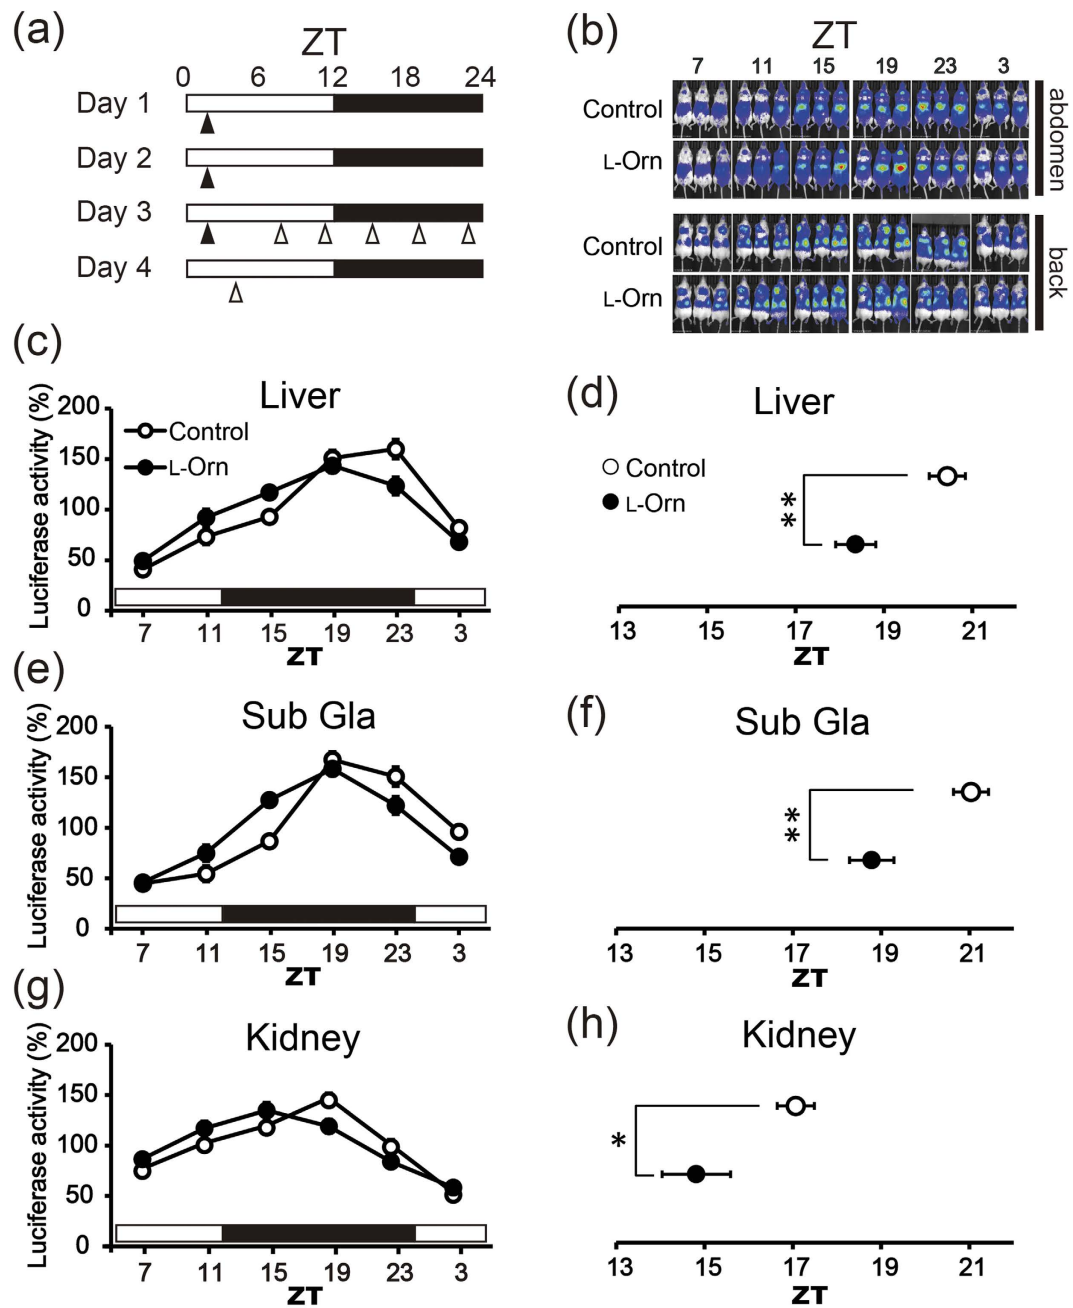 (a)
ZT
0 6 12 18 24
Day 1
Day 2
Day 3
Day 4
(b)
ZT
7 11 15 19 23 3
Control
L-Orn
abdomen
Control
L-Orn
back
(c)
Liver
Luciferase activity (%)
200
150
100
50
0
Control
L-Orn
7 11 15 19 23 3
ZT
(d)
Liver
Control
L-Orn
**
13 15 17 19 21
ZT
(e)
Sub Gla
Luciferase activity (%)
200
150
100
50
0
7 11 15 19 23 3
ZT
(f)
Sub Gla
**
13 15 17 19 21
ZT
(g)
Kidney
Luciferase activity (%)
200
150
100
50
0
7 11 15 19 23 3
ZT
(h)
Kidney
*
13 15 17 19 21
ZT